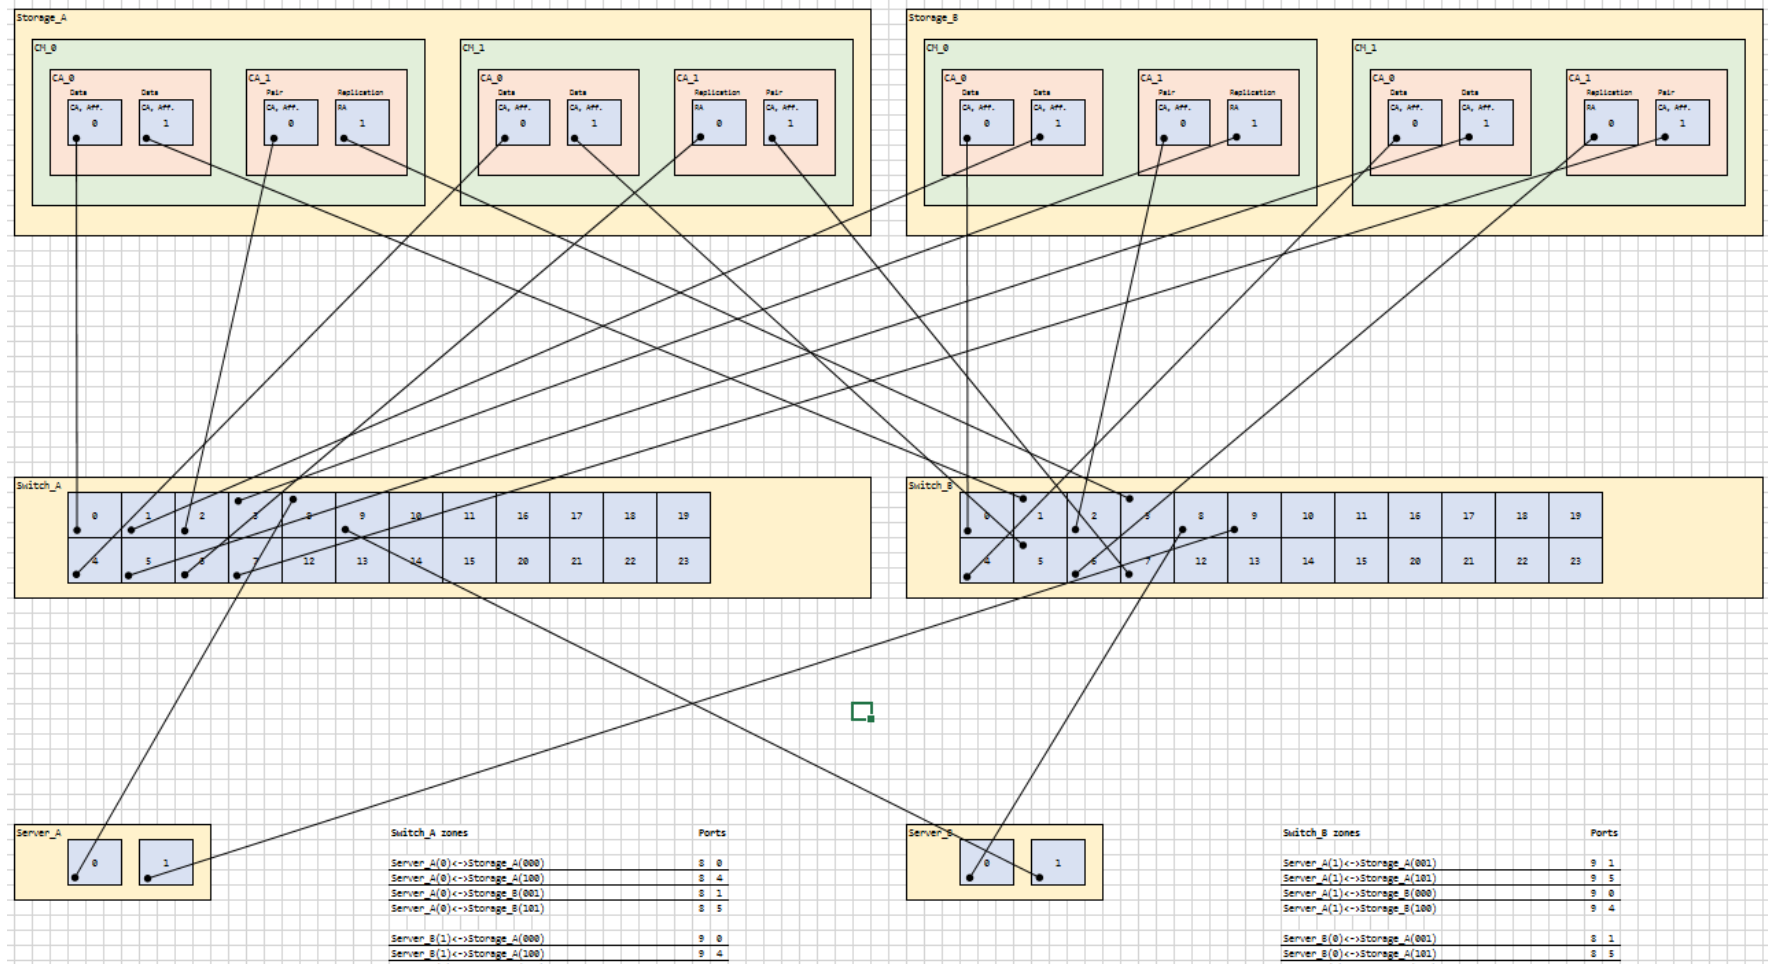 Storage_A
Storage_B
CM_0
CM_1
CM_0
CM_1
CA_0
CA_1
CA_0
CA_1
CA_0
CA_1
CA_0
CA_1
Data Data Pair Replication Data Data Replication Pair Data Data Pair Replication Data Data Replication Pair
CA, Aff. CA, Aff. CA, Aff. RA CA, Aff. CA, Aff. RA CA, Aff. CA, Aff. CA, Aff. CA, Aff. RA CA, Aff. CA, Aff. RA CA, Aff.
0 1 0 1 0 1 0 1 0 1 0 1 0 1 0 1
Switch_A
0 1 2 3 8 9 10 11 16 17 18 19
4 5 6 7 12 13 14 15 20 21 22 23
Switch_B
0 1 2 8 9 10 11 16 17 18 19
4 5 6 7 12 13 14 15 20 21 22 23
Server_A
0 1
Switch_A zones Ports
Server_A(0)<->Storage_A(000) 8 0
Server_A(0)<->Storage_A(100) 8 4
Server_A(0)<->Storage_B(001) 8 1
Server_A(0)<->Storage_B(101) 8 5
Server_B(1)<->Storage_A(000) 9 0
Server_B(1)<->Storage_A(100) 9 4
Server_B
0 1
Switch_B zones Ports
Server_A(1)<->Storage_A(001) 9 1
Server_A(1)<->Storage_A(101) 9 5
Server_A(1)<->Storage_B(000) 9 0
Server_A(1)<->Storage_B(100) 9 4
Server_B(0)<->Storage_A(001) 8 1
Server_B(0)<->Storage_A(101) 8 5